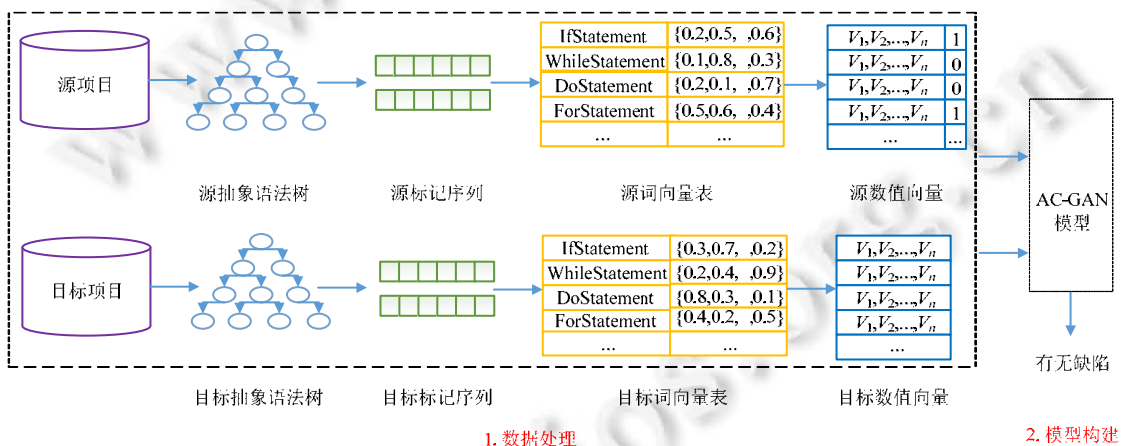 源项目
IfStatement {0.2,0.5, ,0.6}
WhileStatement {0.1,0.8, ,0.3}
DoStatement {0.2,0.1, ,0.7}
ForStatement {0.5,0.6, ,0.4}
... ...
V1,V2,...,Vn 1
V1,V2,...,Vn 0
V1,V2,...,Vn 0
V1,V2,...,Vn 1
... ...
源抽象语法树
源标记序列
源词向量表
源数值向量
目标项目
IfStatement {0.3,0.7, ,0.2}
WhileStatement {0.2,0.4, ,0.9}
DoStatement {0.8,0.3, ,0.1}
ForStatement {0.4,0.2, ,0.5}
... ...
V1,V2,...,Vn
V1,V2,...,Vn
V1,V2,...,Vn
V1,V2,...,Vn
...
目标抽象语法树
目标标记序列
目标词向量表
目标数值向量
AC-GAN
模型
有无缺陷
1. 数据处理
2. 模型构建